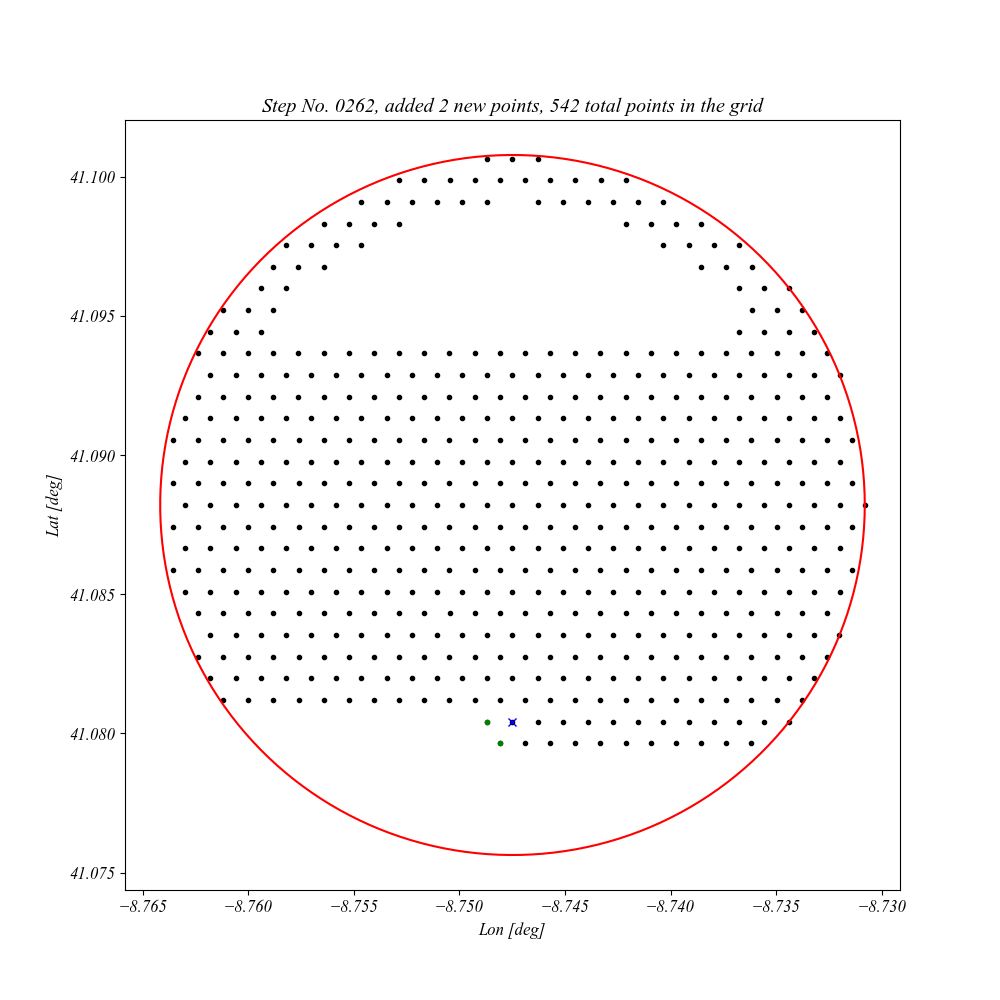 Step No. 0262, added 2 new points, 542 total points in the grid
41.100
41.095
41.090
41.085
41.080
41.075
Lat [deg]
−8.765 −8.760 −8.755 −8.750 −8.745 −8.740 −8.735 −8.730
Lon [deg]